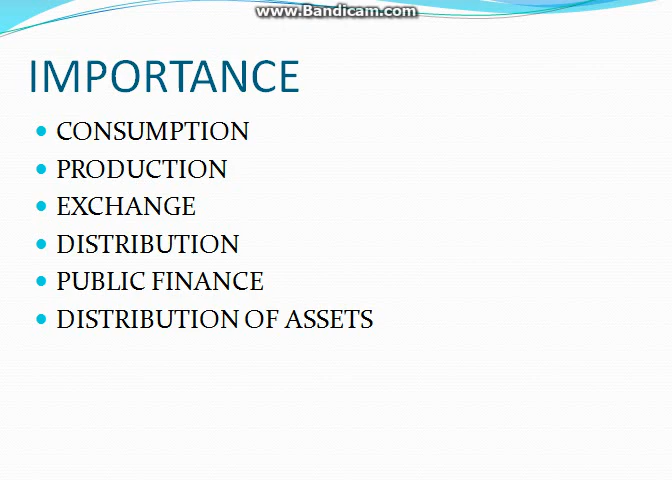 www.Bandicam.com
IMPORTANCE
CONSUMPTION
PRODUCTION
EXCHANGE
DISTRIBUTION
PUBLIC FINANCE
DISTRIBUTION OF ASSETS